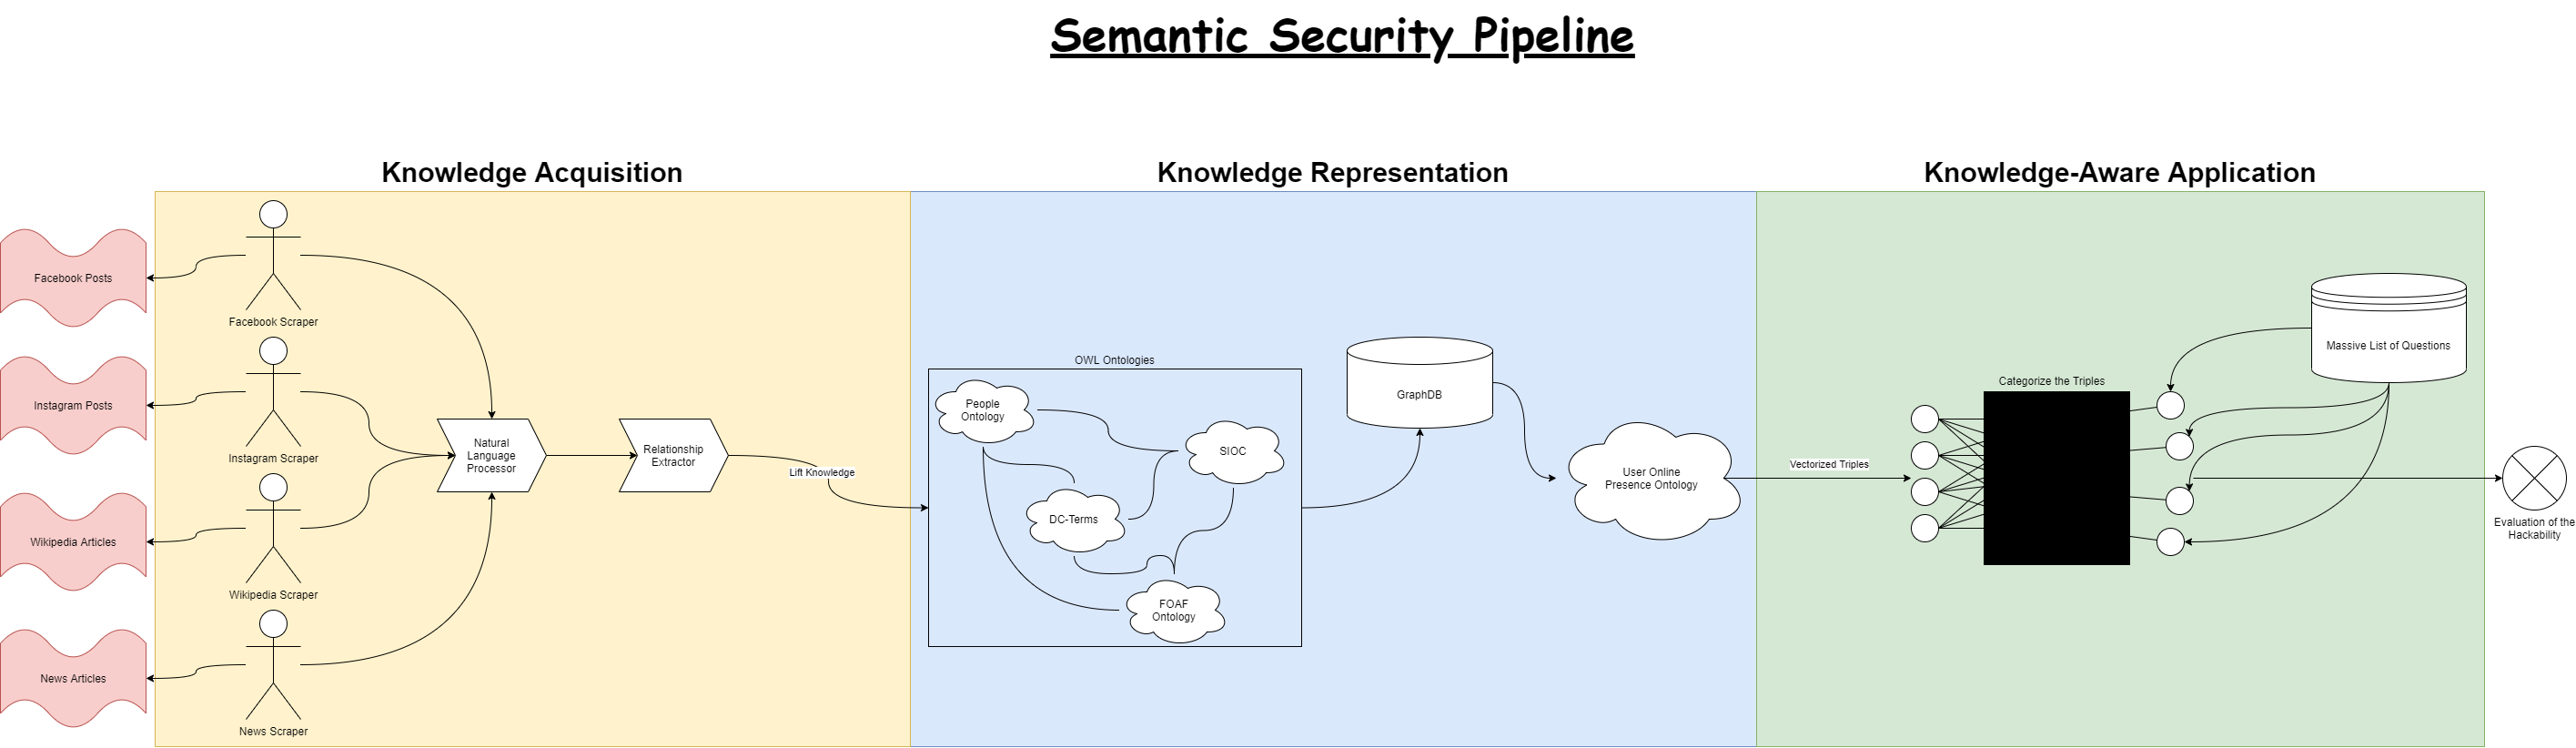 Semantic Security Pipeline
Knowledge Acquisition
Knowledge Representation
Knowledge-Aware Application
Facebook Posts
Instagram Posts
Wikipedia Articles
News Articles
Facebook Scraper
Instagram Scraper
Wikipedia Scraper
News Scraper
Natural
Language
Processor
Relationship
Extractor
Lift Knowledge
OWL Ontologies
People
Ontology
SIOC
DC-Terms
FOAF
Ontology
GraphDB
User Online
Presence Ontology
Vectorized Triples
Categorize the Triples
Massive List of Questions
Evaluation of the
Hackability